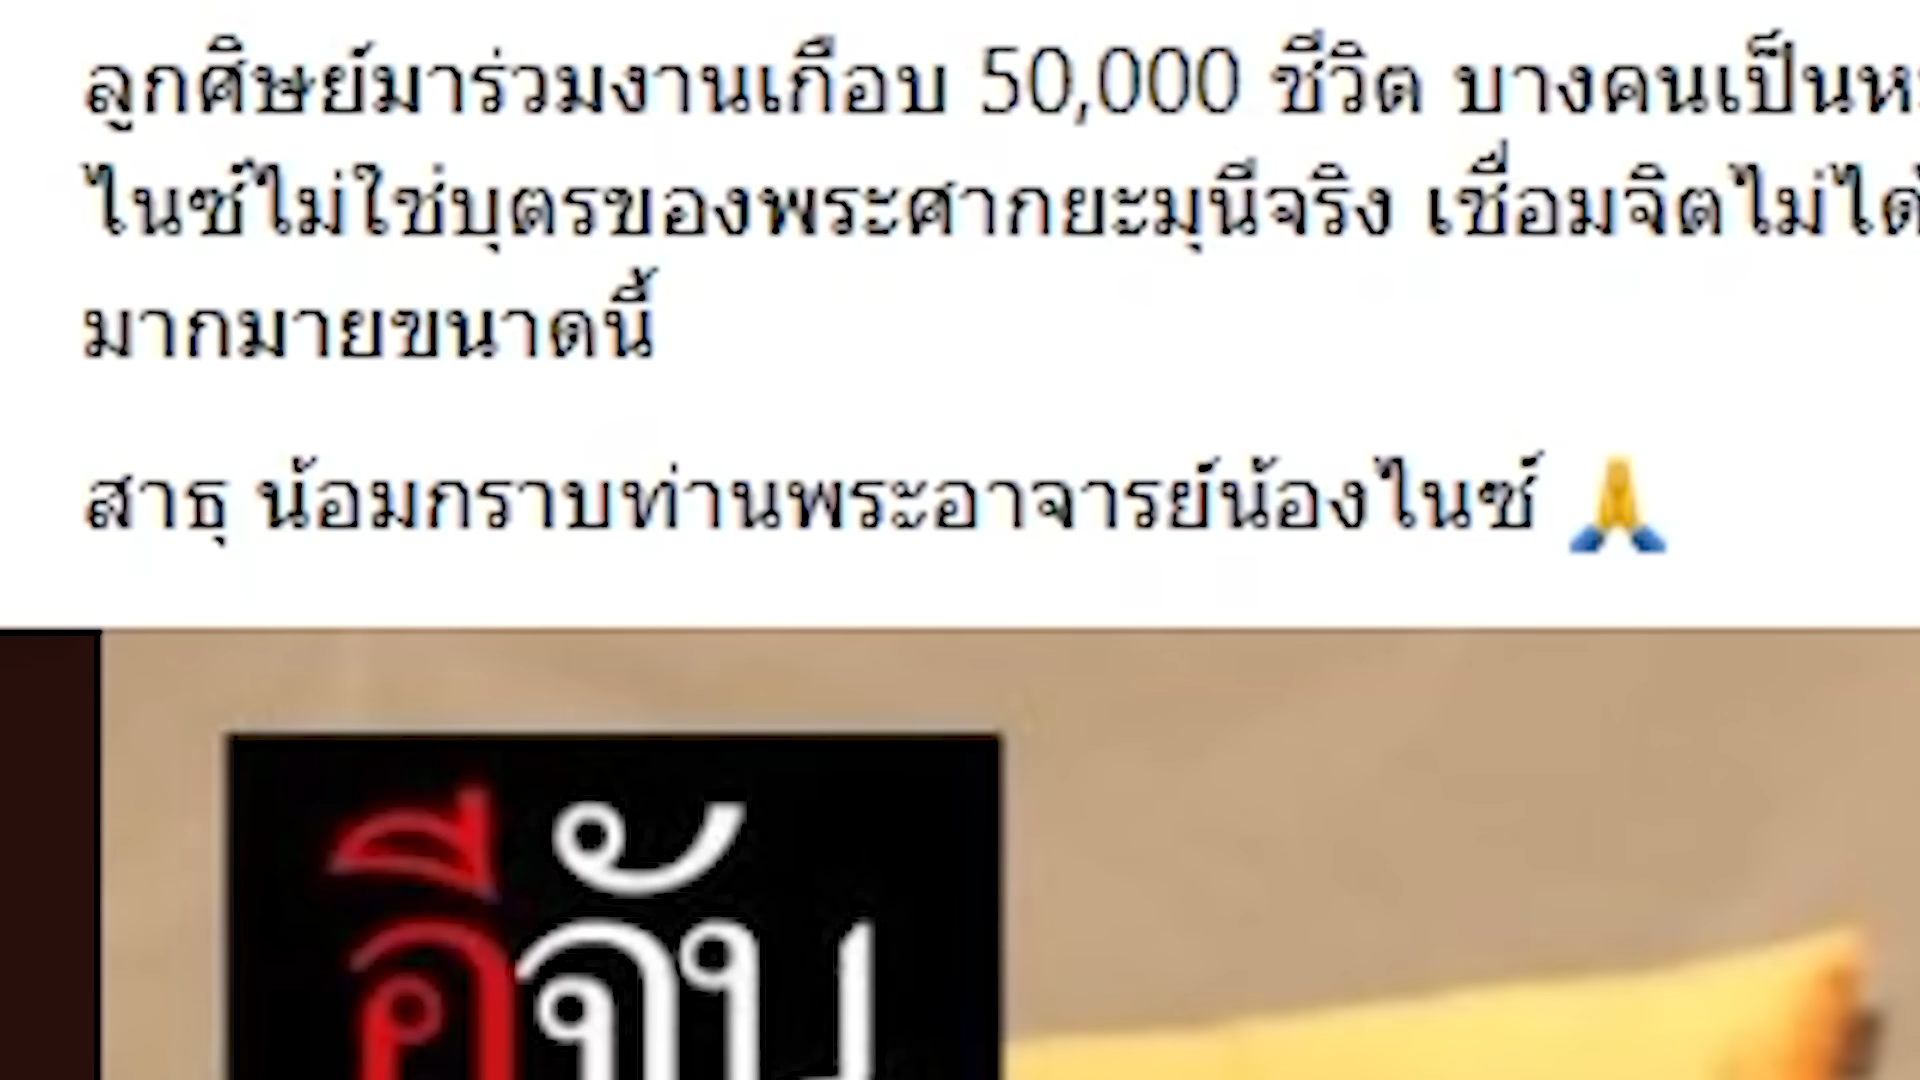 ลูกศิษย์มาร่วมงานเกือบ 50,000 ชีวิต บางคนเป็น
ไนซ์ไม่ใช่บุตรของพระศากยะมุนีจริง เชื่อมจิตไม่ได้
มากมายขนาดนี้
สาธุ น้อมกราบท่านพระอาจารย์น้องไนซ์ 🙏
อีจัน